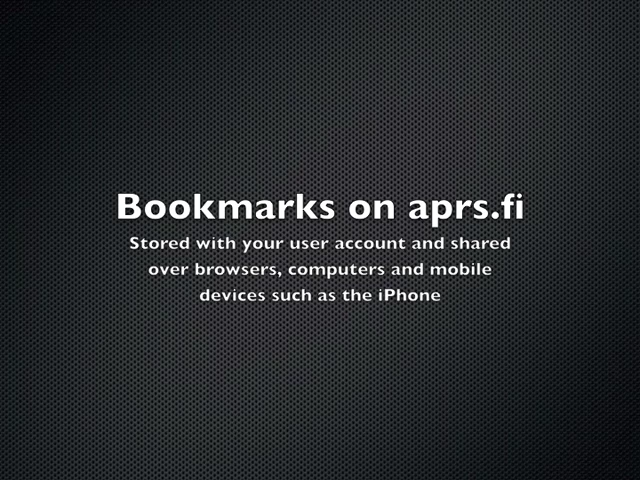 Bookmarks on aprs.fi
Stored with your user account and shared
over browsers, computers and mobile
devices such as the iPhone